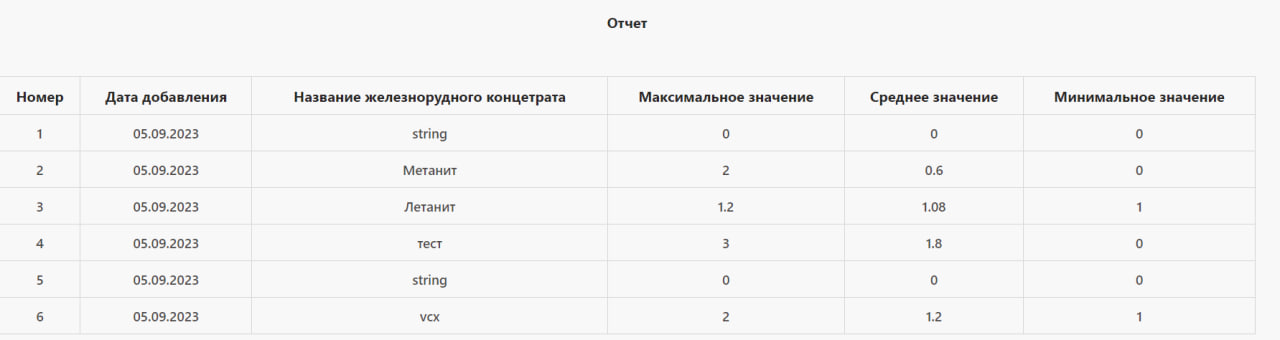 Отчет
Номер Дата добавления Название железнорудного концетрата Максимальное значение Среднее значение Минимальное значение
1 05.09.2023 string 0 0 0
2 05.09.2023 Метанит 2 0.6 0
3 05.09.2023 Летанит 1.2 1.08 1
4 05.09.2023 тест 3 1.8 0
5 05.09.2023 string 0 0 0
6 05.09.2023 vcx 2 1.2 1